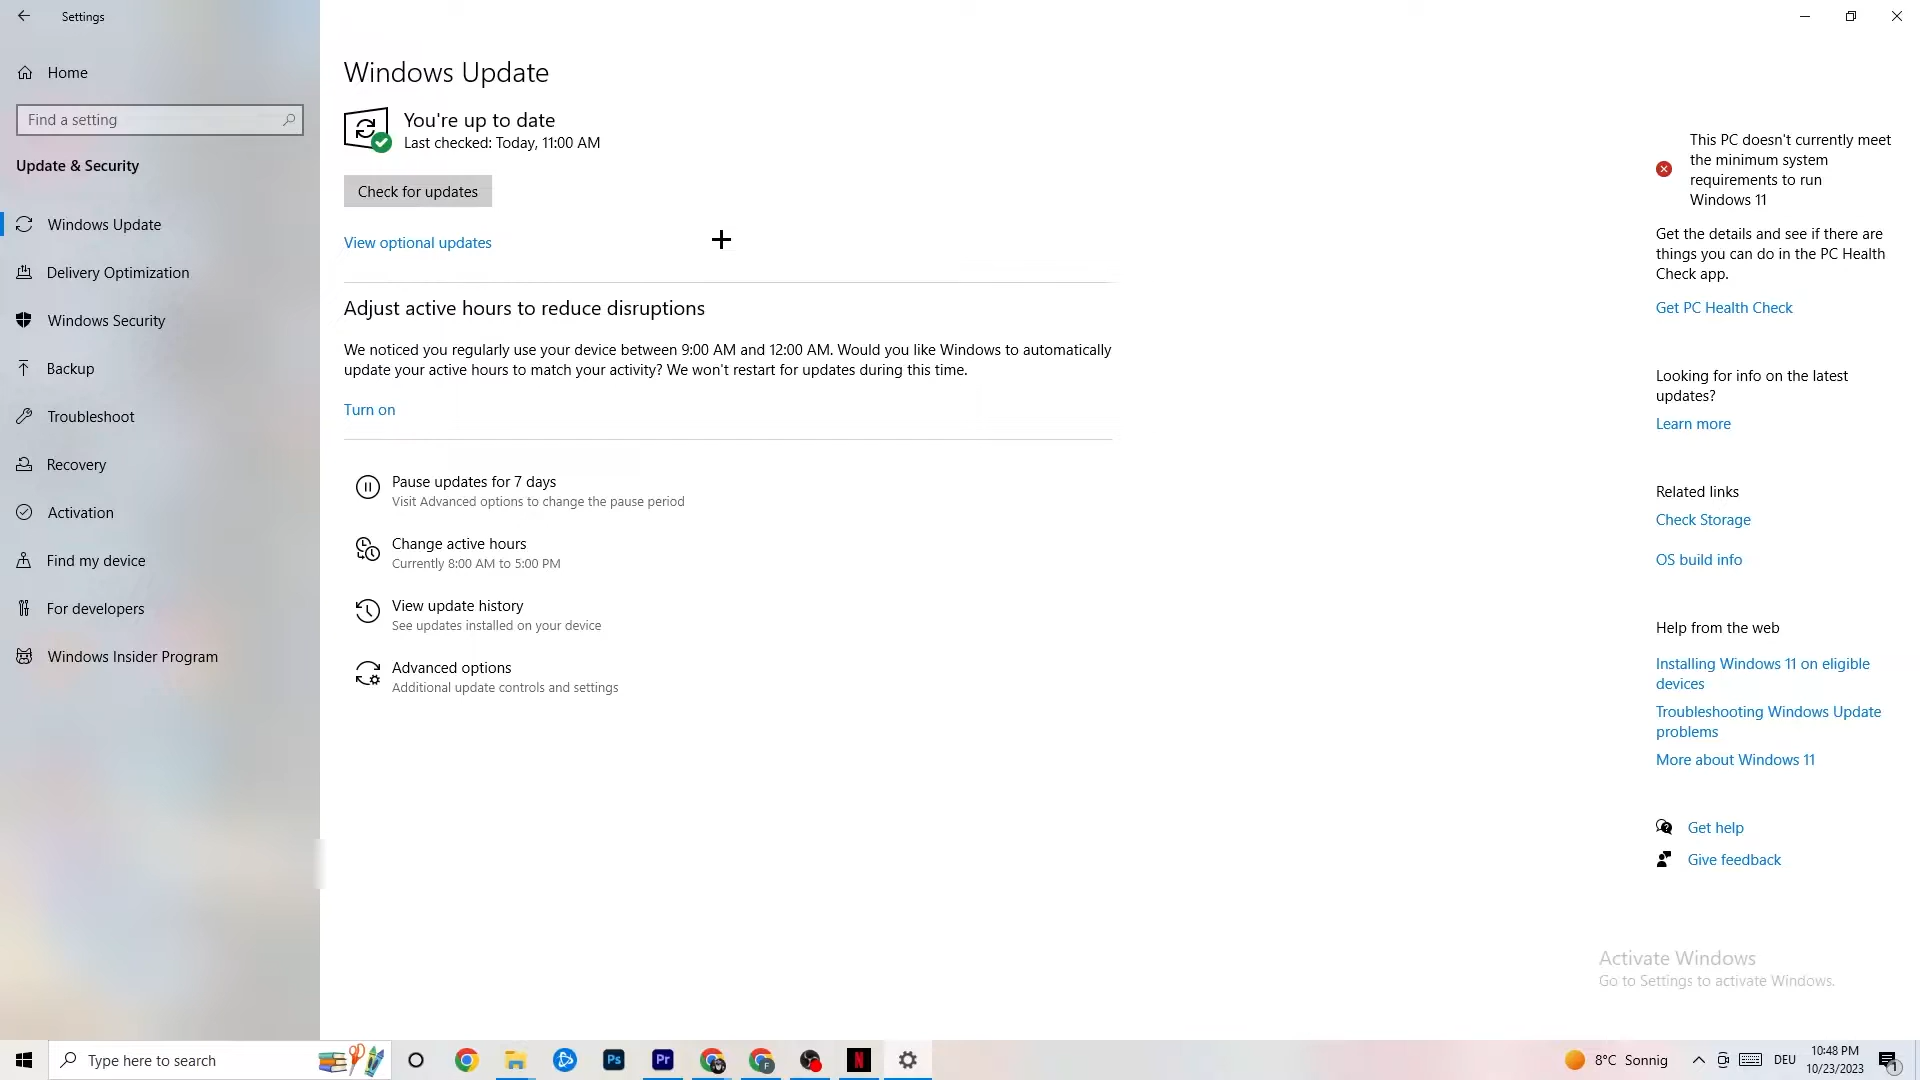 Settings
Home
Find a setting
Update & Security
Windows Update
Delivery Optimization
Windows Security
Backup
Troubleshoot
Recovery
Activation
Find my device
For developers
Windows Insider Program
Windows Update
You're up to date
Last checked: Today, 11:00 AM
Check for updates
View optional updates
Adjust active hours to reduce disruptions
We noticed you regularly use your device between 9:00 AM and 12:00 AM. Would you like Windows to automatically
update your active hours to match your activity? We won't restart for updates during this time.
Turn on
Pause updates for 7 days
Visit Advanced options to change the pause period
Change active hours
Currently 8:00 AM to 5:00 PM
View update history
See updates installed on your device
Advanced options
Additional update controls and settings
This PC doesn't currently meet
the minimum system
requirements to run
Windows 11
Get the details and see if there are
things you can do in the PC Health
Check app.
Get PC Health Check
Looking for info on the latest
updates?
Learn more
Related links
Check Storage
OS build info
Help from the web
Installing Windows 11 on eligible
devices
Troubleshooting Windows Update
problems
More about Windows 11
Get help
Give feedback
Activate Windows
Go to Settings to activate Windows.
Type here to search
Ps
Pr
F
N
8°C Sonnig
DEU
10:48 PM
10/23/2023
1